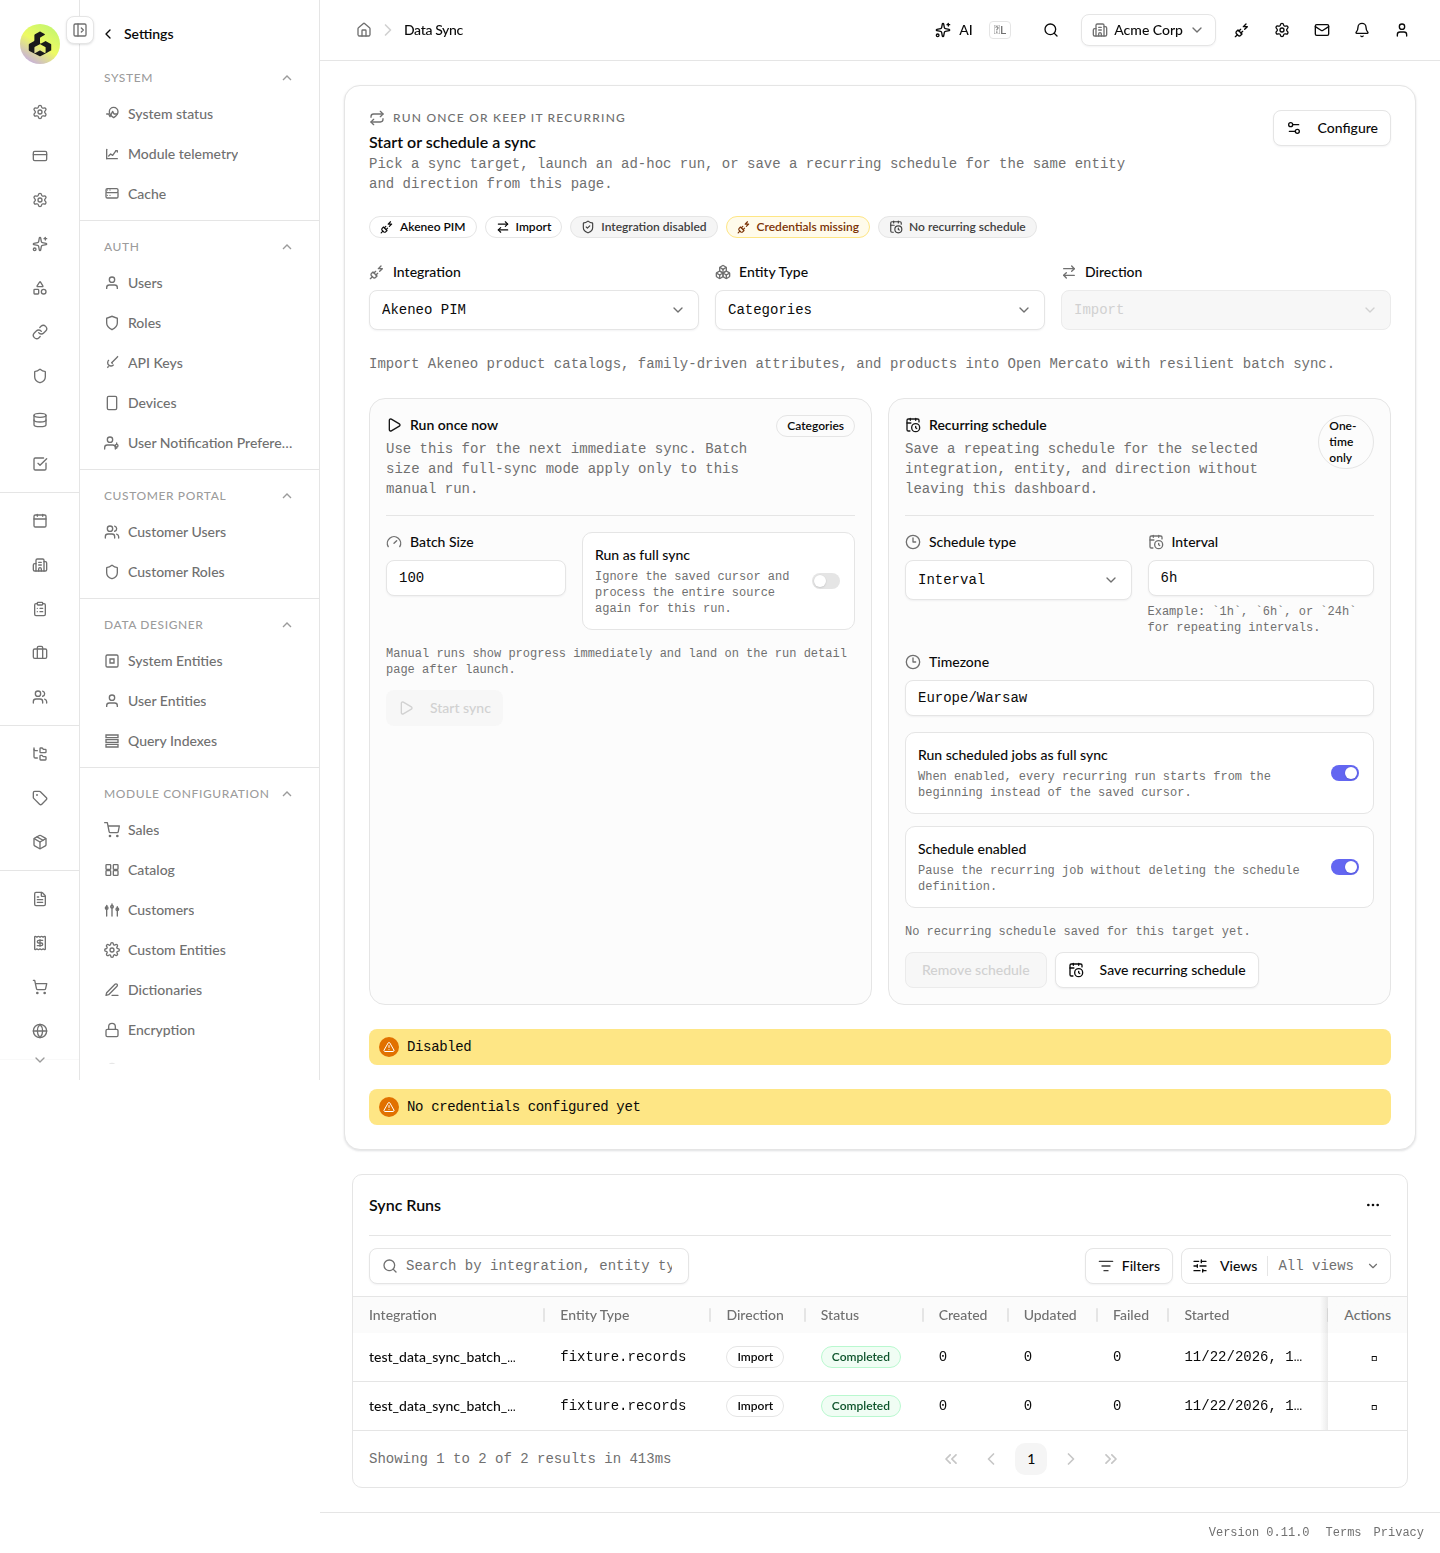 Settings
SYSTEM
System status
Module telemetry
Cache
AUTH
Users
Roles
API Keys
Devices
User Notification Prefere...
CUSTOMER PORTAL
Customer Users
Customer Roles
DATA DESIGNER
System Entities
User Entities
Query Indexes
MODULE CONFIGURATION
Sales
Catalog
Customers
Custom Entities
Dictionaries
Encryption
Data Sync
AI
L
Acme Corp
RUN ONCE OR KEEP IT RECURRING
Start or schedule a sync
Pick a sync target, launch an ad-hoc run, or save a recurring schedule for the same entity
and direction from this page.
Configure
Akeneo PIM
Import
Integration disabled
Credentials missing
No recurring schedule
Integration
Entity Type
Direction
Akeneo PIM
Categories
Import
Import Akeneo product catalogs, family-driven attributes, and products into Open Mercato with resilient batch sync.
Run once now
Categories
Use this for the next immediate sync. Batch
size and full-sync mode apply only to this
manual run.
Batch Size
100
Run as full sync
Ignore the saved cursor and
process the entire source
again for this run.
Manual runs show progress immediately and land on the run detail
page after launch.
Start sync
Recurring schedule
One-
time
only
Save a repeating schedule for the selected
integration, entity, and direction without
leaving this dashboard.
Schedule type
Interval
Interval
6h
Example: `1h`, `6h`, or `24h`
for repeating intervals.
Timezone
Europe/Warsaw
Run scheduled jobs as full sync
When enabled, every recurring run starts from the
beginning instead of the saved cursor.
Schedule enabled
Pause the recurring job without deleting the schedule
definition.
No recurring schedule saved for this target yet.
Remove schedule
Save recurring schedule
Disabled
No credentials configured yet
Sync Runs
Search by integration, entity ty
Filters
Views
All views
Integration Entity Type Direction Status Created Updated Failed Started Actions
test_data_sync_batch_... fixture.records Import Completed 0 0 0 11/22/2026, 1…
test_data_sync_batch_... fixture.records Import Completed 0 0 0 11/22/2026, 1…
Showing 1 to 2 of 2 results in 413ms
1
Version 0.11.0 Terms Privacy